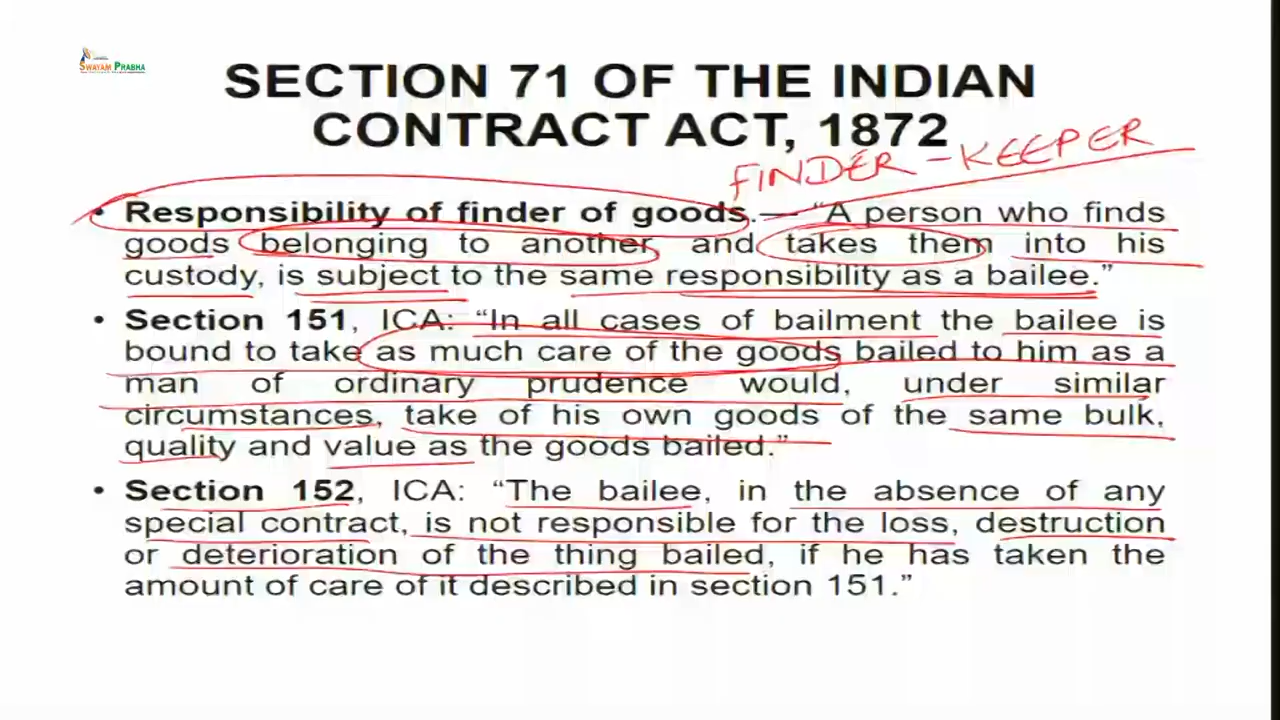 SWAYAM PRABHA
SECTION 71 OF THE INDIAN
CONTRACT ACT, 1872
FINDER - KEEPER
• Responsibility of finder of goods.— “A person who finds
goods belonging to another and takes them into his
custody, is subject to the same responsibility as a bailee.”
• Section 151, ICA: “In all cases of bailment the bailee is
bound to take as much care of the goods bailed to him as a
man of ordinary prudence would, under similar
circumstances, take of his own goods of the same bulk,
quality and value as the goods bailed.”
• Section 152, ICA: “The bailee, in the absence of any
special contract, is not responsible for the loss, destruction
or deterioration of the thing bailed, if he has taken the
amount of care of it described in section 151.”